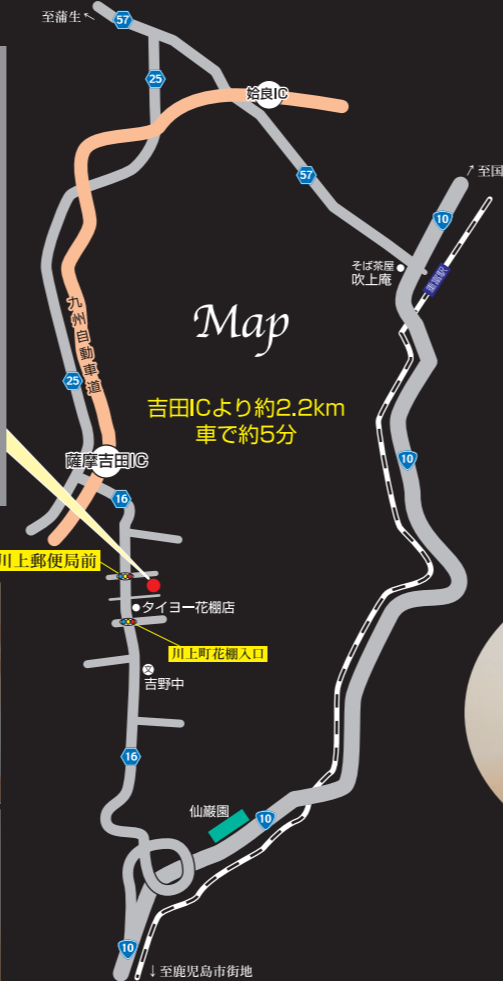 至蒲生
57
25
姶良IC
57
至国
10
そば茶屋
吹上庵
重富駅
Map
九州自動車道
25
吉田ICより約2.2km
車で約5分
10
薩摩吉田IC
16
川上郵便局前
タイヨー花棚店
川上町花棚入口
文
吉野中
16
仙巌園
10
10
至鹿児島市街地